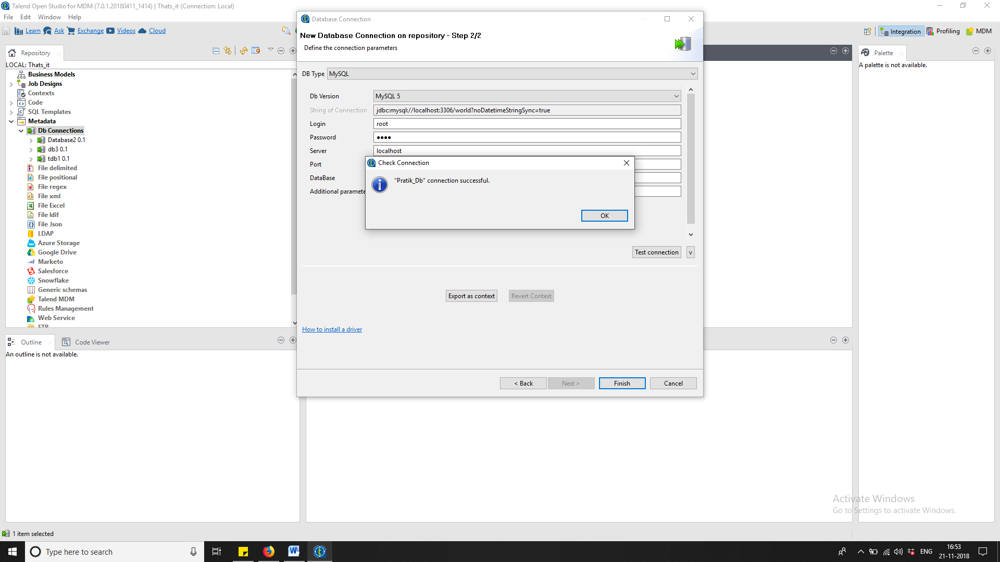 Talend Open Studio for MDM (7.0.1.20180411_1414) | Thats_it (Connection: Local)
File Edit Window Help
Learn Ask Exchange Videos Cloud
Integration Profiling MDM
Repository
LOCAL: Thats_it
Business Models
Job Designs
Contexts
Code
SQL Templates
Metadata
Db Connections
Database2 0.1
db3 0.1
tdb1 0.1
File delimited
File positional
File regex
File xml
File Excel
File ldif
File Json
LDAP
Azure Storage
Google Drive
Marketo
Salesforce
Snowflake
Generic schemas
Talend MDM
Rules Management
Web Service
FTP
Outline Code Viewer
An outline is not available.
Database Connection
New Database Connection on repository - Step 2/2
Define the connection parameters
DB Type MySQL
Db Version MySQL 5
String of Connection jdbc:mysql://localhost:3306/world?noDatetimeStringSync=true
Login root
Password ●●●●
Server localhost
Port
DataBase
Additional paramete
Check Connection
"Pratik_Db" connection successful.
OK
Test connection v
Export as context Revert Context
How to install a driver
< Back Next > Finish Cancel
Palette
A palette is not available.
Activate Windows
Go to Settings to activate Windows.
1 item selected
Type here to search
ENG
16:53
21-11-2018